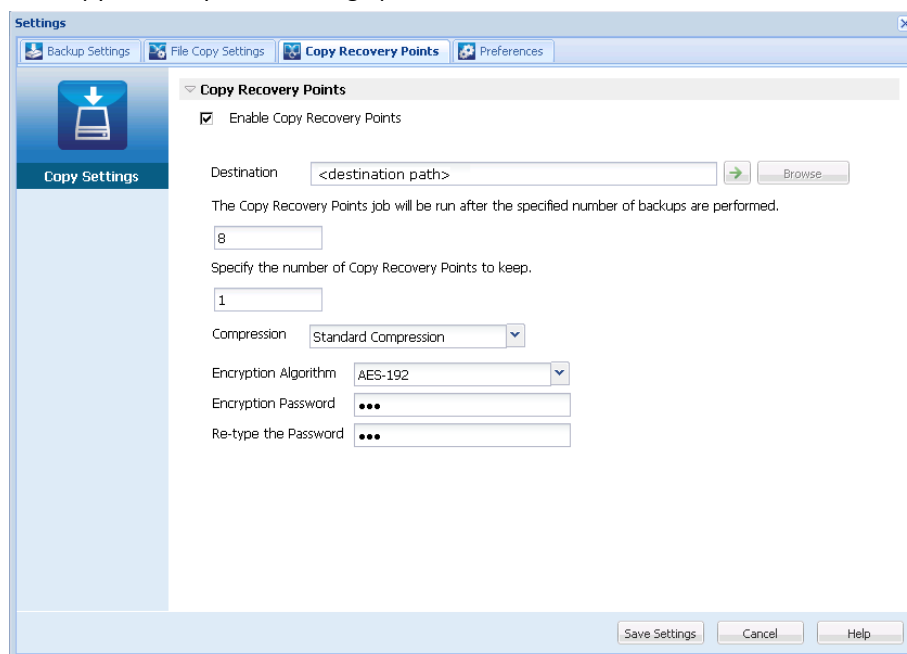 Settings
Backup Settings File Copy Settings Copy Recovery Points Preferences
Copy Recovery Points
Enable Copy Recovery Points
Copy Settings
Destination <destination path> Browse
The Copy Recovery Points job will be run after the specified number of backups are performed.
8
Specify the number of Copy Recovery Points to keep.
1
Compression Standard Compression
Encryption Algorithm AES-192
Encryption Password •••
Re-type the Password •••
Save Settings Cancel Help